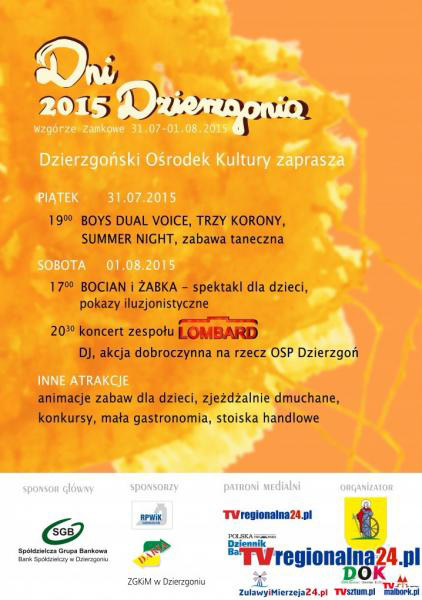 Dni
2015 Dzierzgonia
Wzgórze Zamkowe 31.07-01.08.2015
Dzierzgoński Ośrodek Kultury zaprasza
PIĄTEK 31.07.2015
19⁰⁰ BOYS DUAL VOICE, TRZY KORONY,
SUMMER NIGHT, zabawa taneczna
SOBOTA 01.08.2015
17⁰⁰ BOCIAN i ŻABKA – spektakl dla dzieci,
pokazy iluzjonistyczne
20³⁰ koncert zespołu LOMBARD
DJ, akcja dobroczynna na rzecz OSP Dzierzgoń
INNE ATRAKCJE
animacje zabaw dla dzieci, zjeżdżalnie dmuchane,
konkursy, mała gastronomia, stoiska handlowe
sponsor główny sponsorzy patroni medialni organizator
SGB
Spółdzielcza Grupa Bankowa
Bank Spółdzielczy w Dzierzgoniu
RPWiK
ZGKiM w Dzierzgoniu
TVregionalna24.pl
POLSKA
Dziennik
TVregionalna24.pl
DOK
ZulawyiMierzeja24.pl TVsztum.pl TV malbork.pl